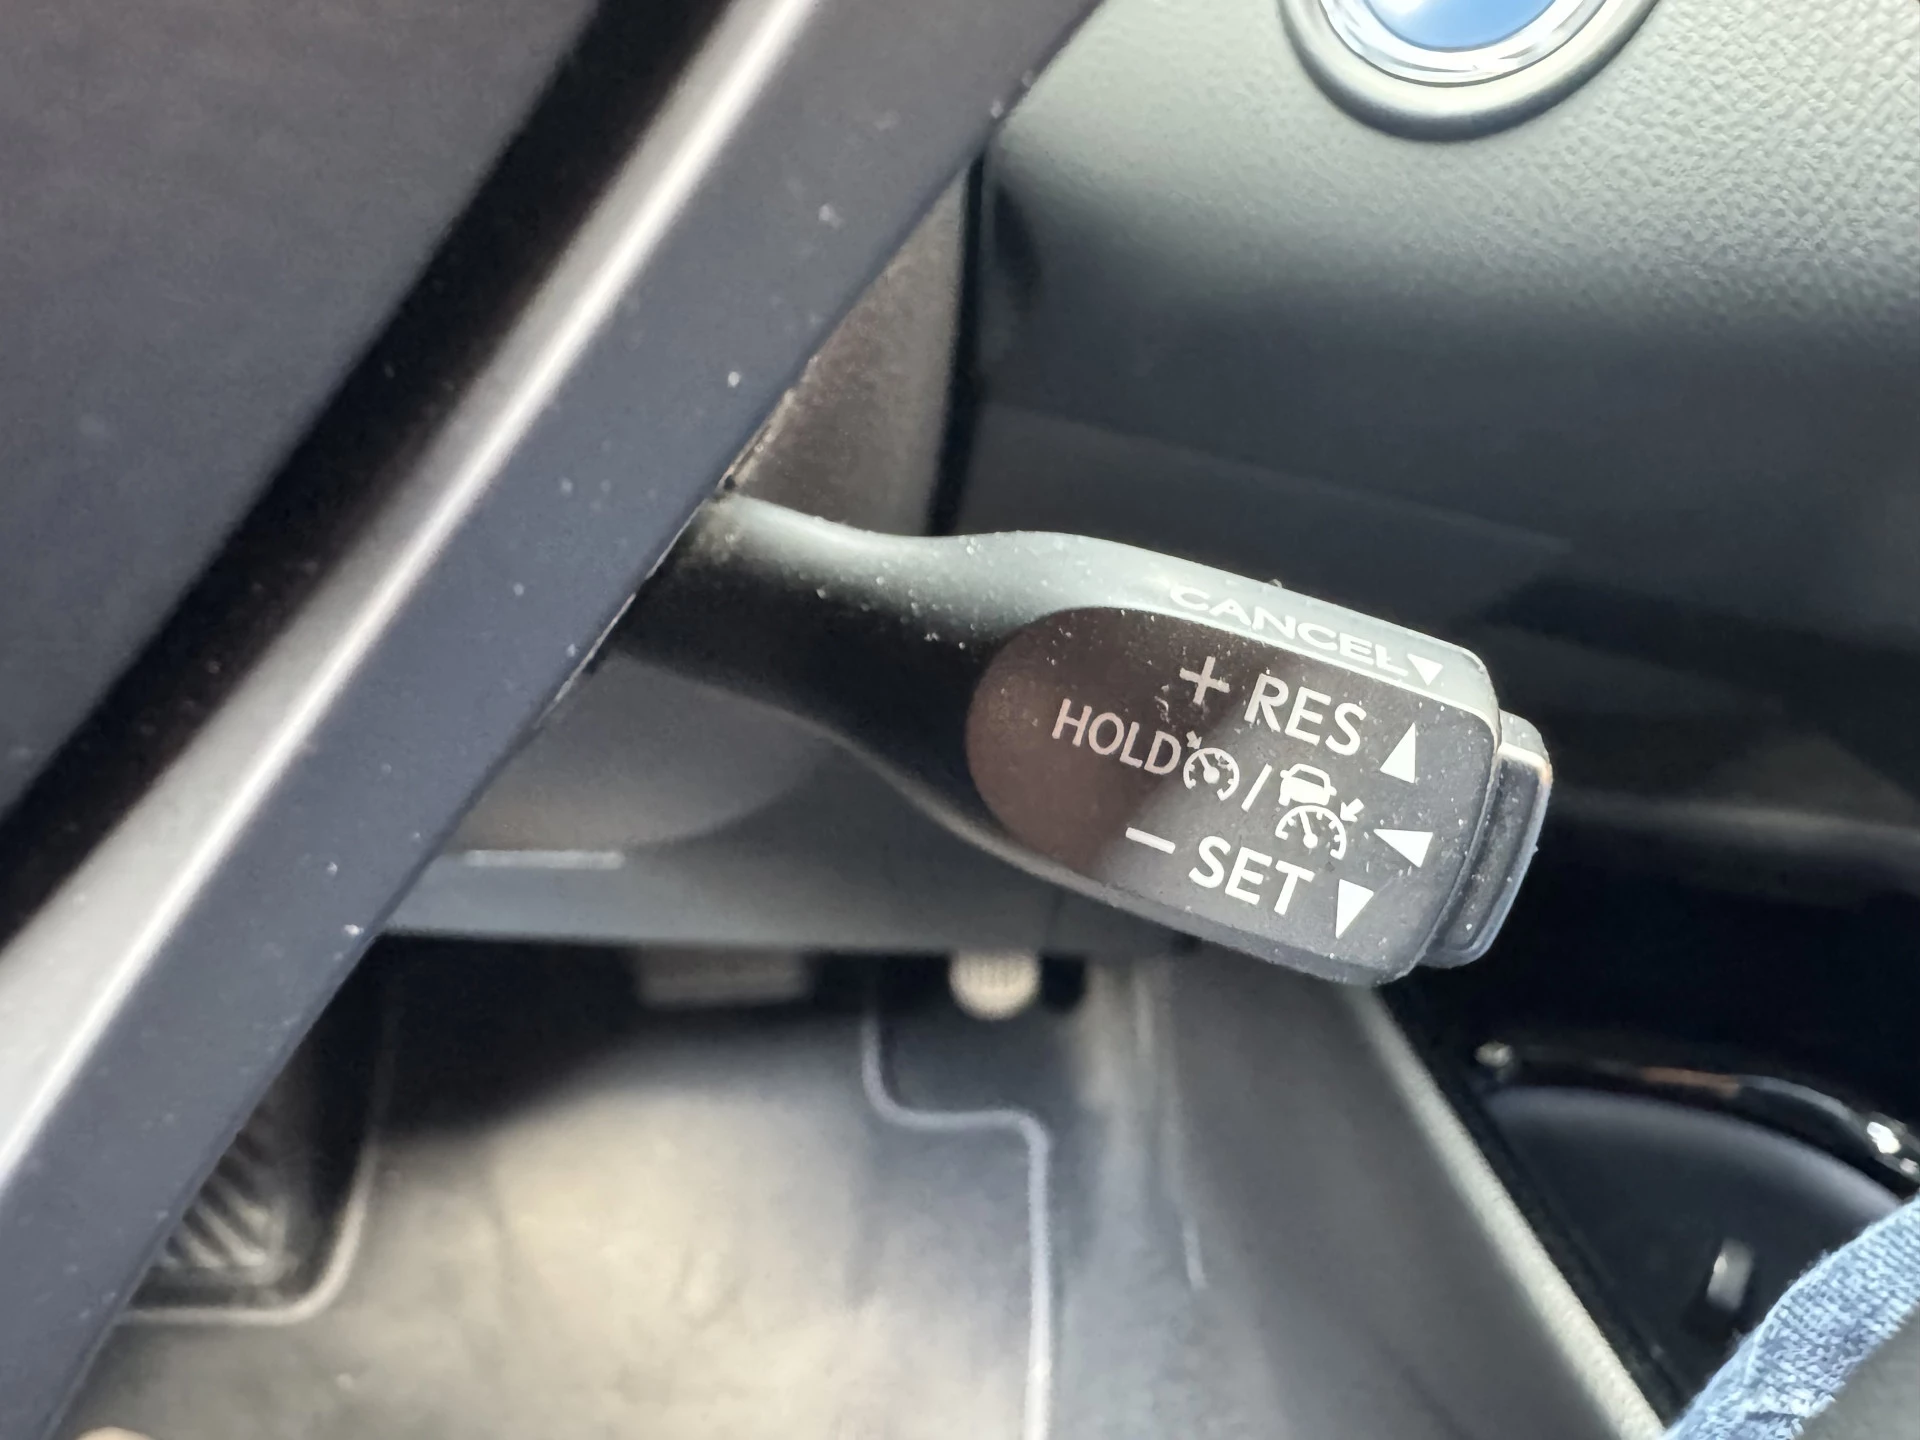 CANCEL▼
+ RES ▲
HOLD / ◀
− SET ▼